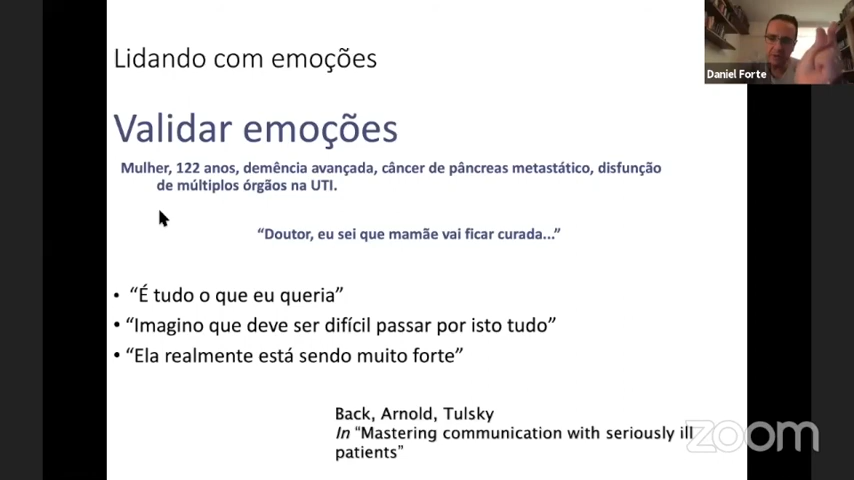 Lidando com emoções
Daniel Forte
Validar emoções
Mulher, 122 anos, demência avançada, câncer de pâncreas metastático, disfunção
de múltiplos órgãos na UTI.
“Doutor, eu sei que mamãe vai ficar curada...”
• “É tudo o que eu queria”
• “Imagino que deve ser difícil passar por isto tudo”
• “Ela realmente está sendo muito forte”
Back, Arnold, Tulsky
In “Mastering communication with seriously ill
patients”
zoom